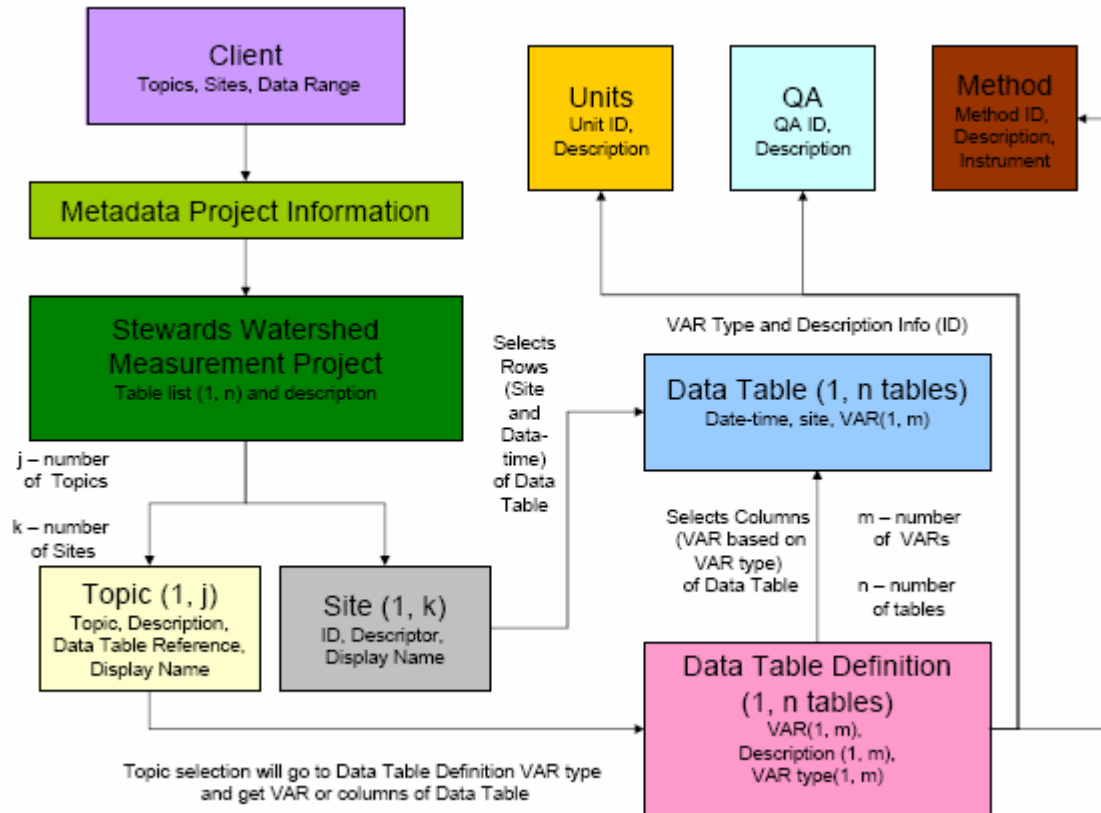 Client
Topics, Sites, Data Range
Metadata Project Information
Stewards Watershed
Measurement Project
Table list (1, n) and description
j – number
of Topics
k – number
of Sites
Topic (1, j)
Topic, Description,
Data Table Reference,
Display Name
Site (1, k)
ID, Descriptor,
Display Name
Selects
Rows
(Site
and
Data-
time)
of Data
Table
Units
Unit ID,
Description
QA
QA ID,
Description
Method
Method ID,
Description,
Instrument
VAR Type and Description Info (ID)
Data Table (1, n tables)
Date-time, site, VAR(1, m)
Selects Columns
(VAR based on
VAR type)
of Data Table
m – number
of VARs
n – number
of tables
Data Table Definition
(1, n tables)
VAR(1, m),
Description (1, m),
VAR type(1, m)
Topic selection will go to Data Table Definition VAR type
and get VAR or columns of Data Table